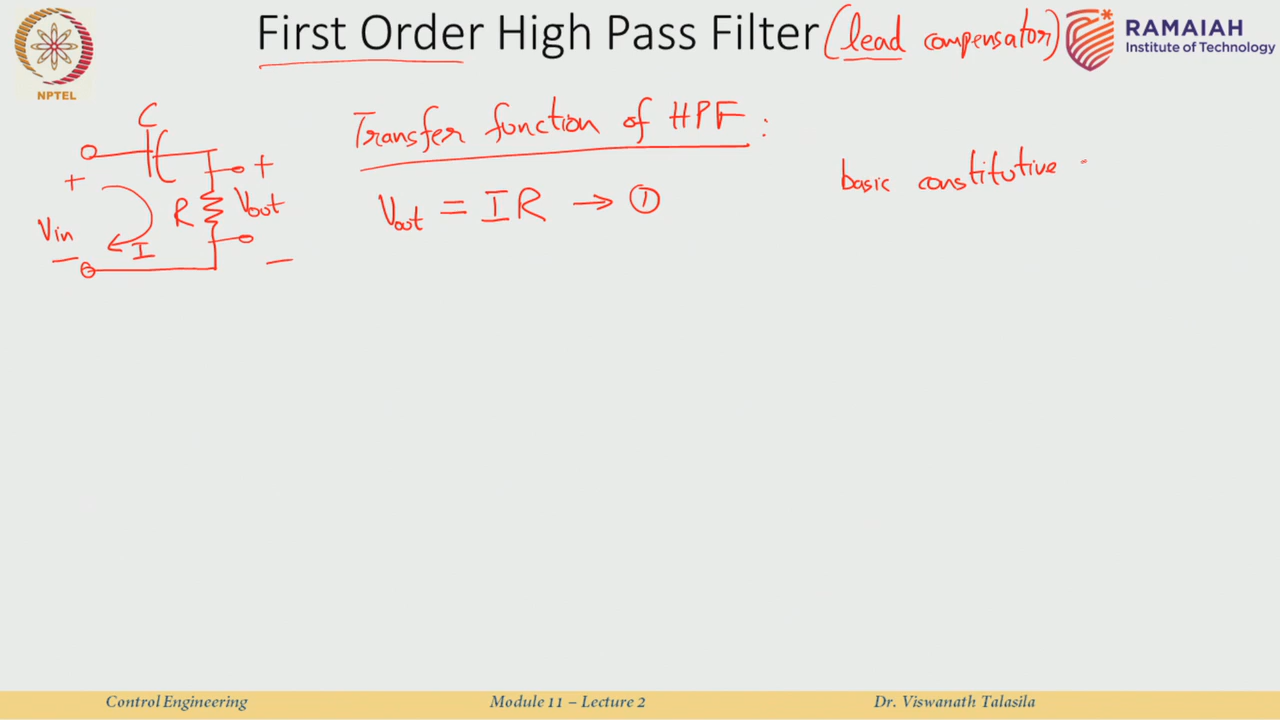 First Order High Pass Filter (lead compensator)
RAMAIAH
Institute of Technology
NPTEL
Transfer function of HPF :
C
+ +
R Vout
Vin
I
− −
Vout = IR → ①
basic constitutive
Control Engineering Module 11 – Lecture 2 Dr. Viswanath Talasila